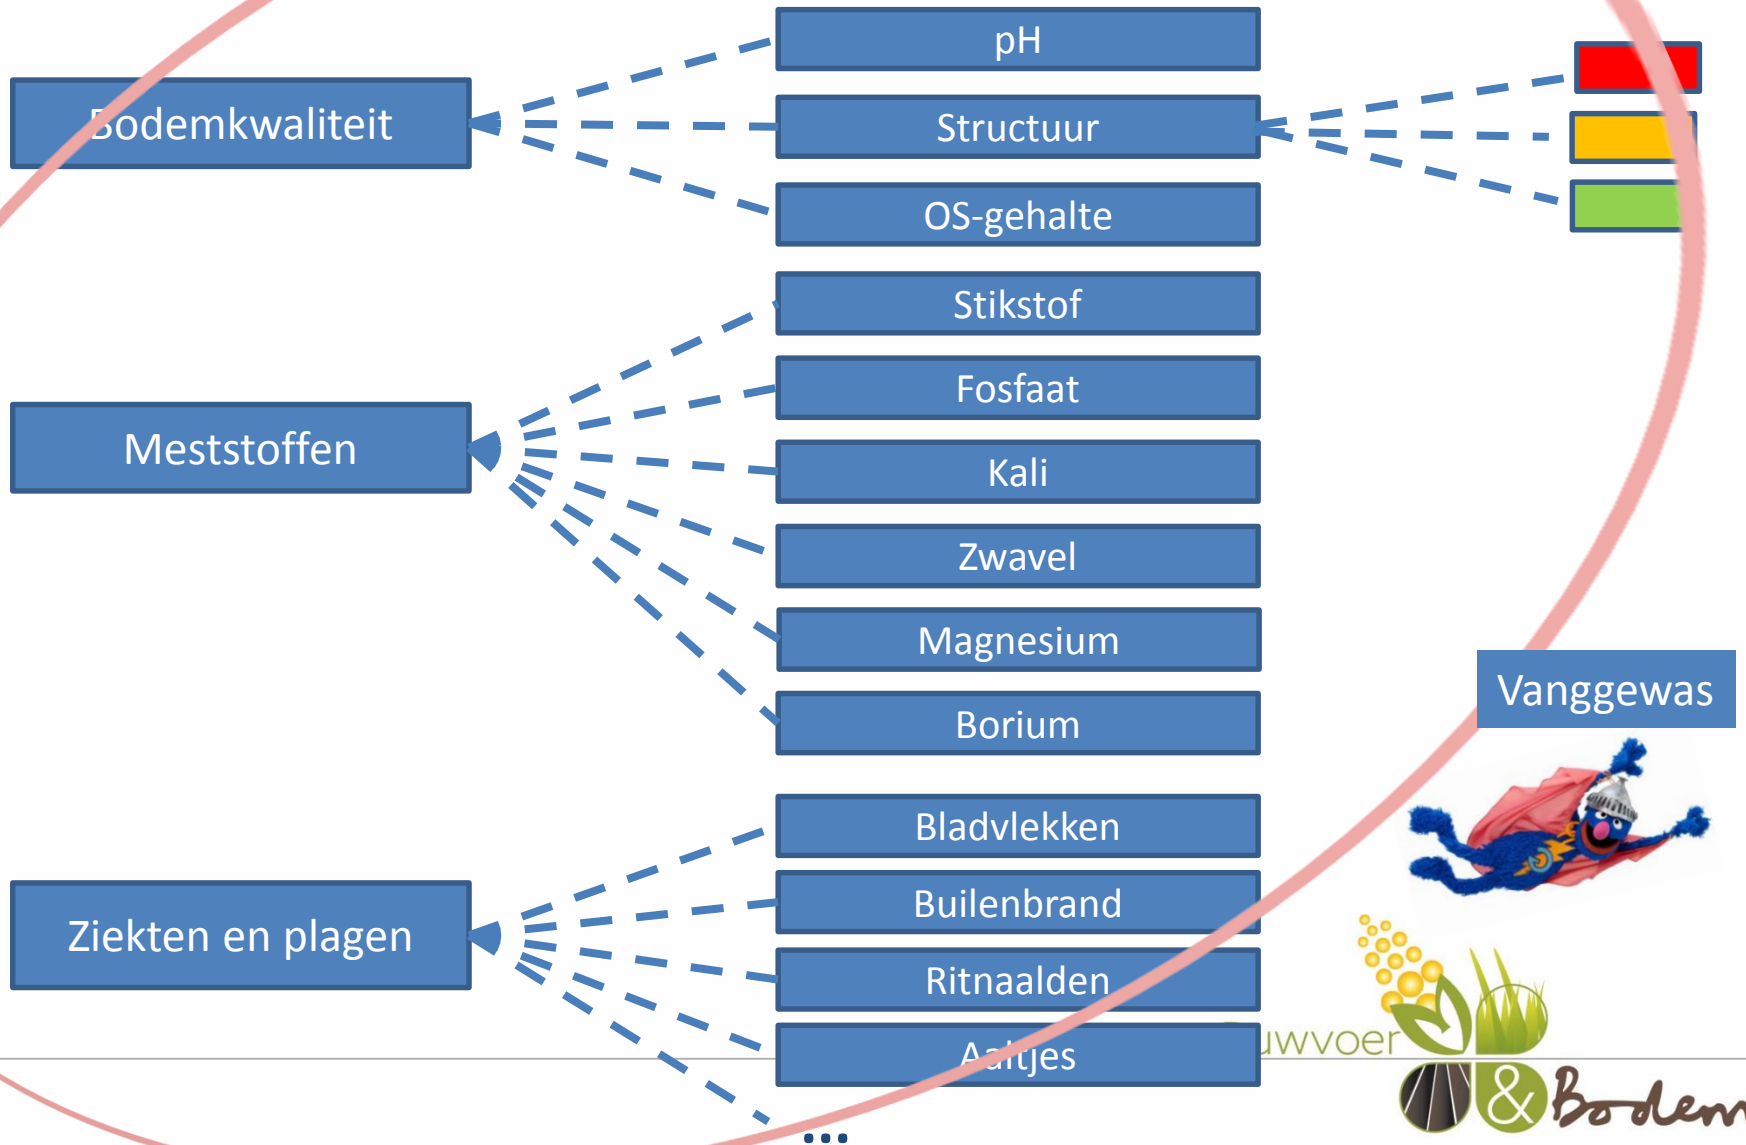 Bodemkwaliteit
pH
Structuur
OS-gehalte
Meststoffen
Stikstof
Fosfaat
Kali
Zwavel
Magnesium
Borium
Vanggewas
Ziekten en plagen
Bladvlekken
Builenbrand
Ritnaalden
Aaltjes
...
uwvoer
& Bodem